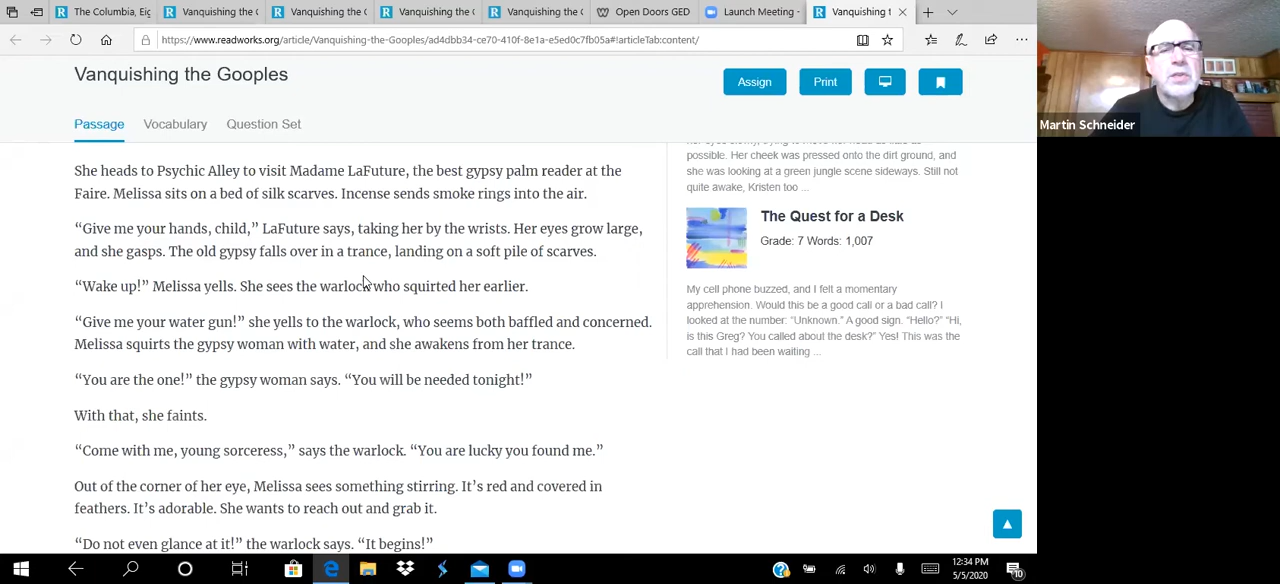 The Columbia, Eig
Vanquishing the G
Vanquishing the G
Vanquishing the G
Vanquishing the G
Open Doors GED
Launch Meeting -
Vanquishing t
https://www.readworks.org/article/Vanquishing-the-Gooples/ad4dbb34-ce70-410f-8e1a-e5ed0c7fb05a#!articleTab:content/
Vanquishing the Gooples
Assign
Print
Passage
Vocabulary
Question Set
She heads to Psychic Alley to visit Madame LaFuture, the best gypsy palm reader at the
Faire. Melissa sits on a bed of silk scarves. Incense sends smoke rings into the air.
“Give me your hands, child,” LaFuture says, taking her by the wrists. Her eyes grow large,
and she gasps. The old gypsy falls over in a trance, landing on a soft pile of scarves.
“Wake up!” Melissa yells. She sees the warlock who squirted her earlier.
“Give me your water gun!” she yells to the warlock, who seems both baffled and concerned.
Melissa squirts the gypsy woman with water, and she awakens from her trance.
“You are the one!” the gypsy woman says. “You will be needed tonight!”
With that, she faints.
“Come with me, young sorceress,” says the warlock. “You are lucky you found me.”
Out of the corner of her eye, Melissa sees something stirring. It’s red and covered in
feathers. It’s adorable. She wants to reach out and grab it.
“Do not even glance at it!” the warlock says. “It begins!”
her eyes slowly, trying to move her head as little as
possible. Her cheek was pressed onto the dirt ground, and
she was looking at a green jungle scene sideways. Still not
quite awake, Kristen too ...
The Quest for a Desk
Grade: 7 Words: 1,007
My cell phone buzzed, and I felt a momentary
apprehension. Would this be a good call or a bad call? I
looked at the number: “Unknown.” A good sign. “Hello?” “Hi,
is this Greg? You called about the desk?” Yes! This was the
call that I had been waiting ...
Martin Schneider
12:34 PM
5/5/2020
10